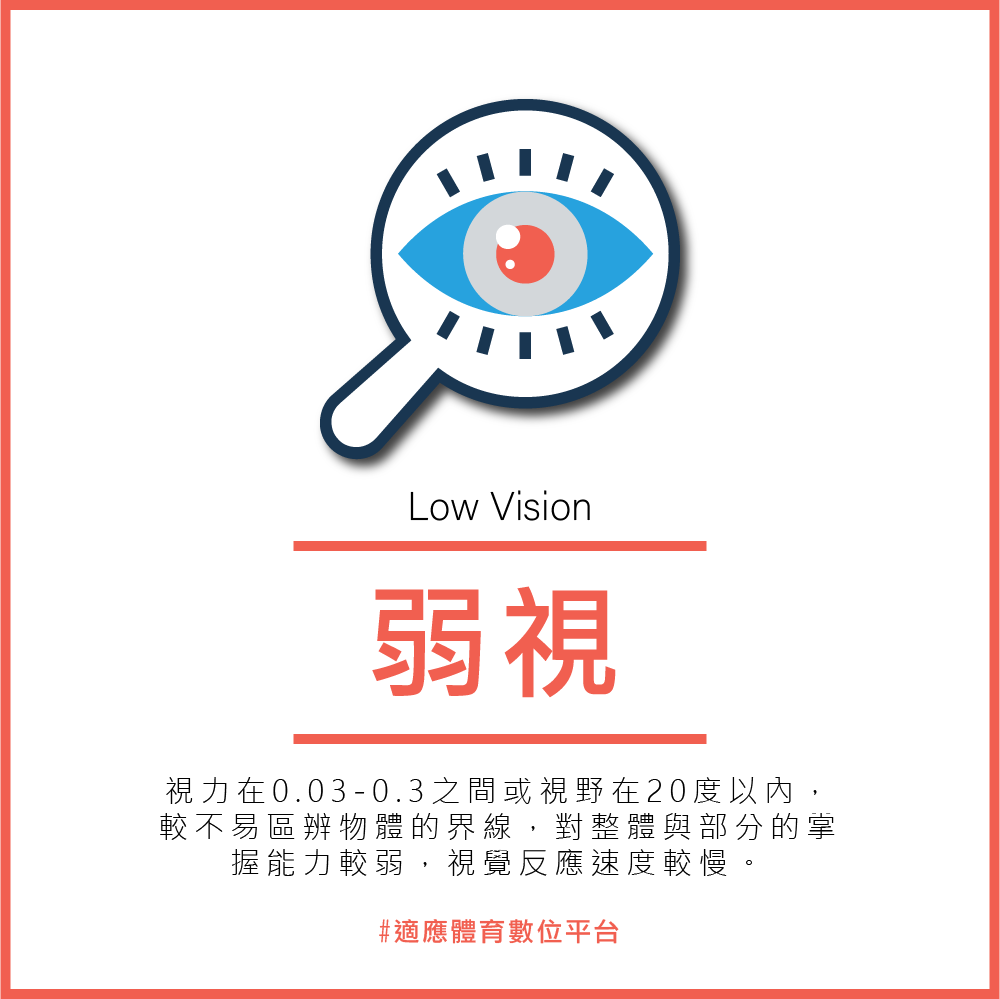 Low Vision
弱視
視力在0.03-0.3之間或視野在20度以內，
較不易區辨物體的界線，對整體與部分的掌
握能力較弱，視覺反應速度較慢。
#適應體育數位平台